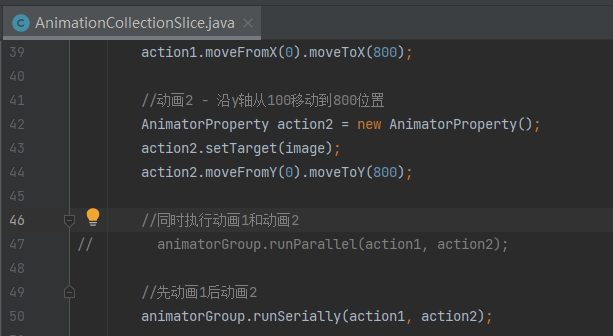 AnimationCollectionSlice.java
39 action1.moveFromX(0).moveToX(800);
40
41 //动画2 - 沿y轴从100移动到800位置
42 AnimatorProperty action2 = new AnimatorProperty();
43 action2.setTarget(image);
44 action2.moveFromY(0).moveToY(800);
45
46 //同时执行动画1和动画2
47 // animatorGroup.runParallel(action1, action2);
48
49 //先动画1后动画2
50 animatorGroup.runSerially(action1, action2);